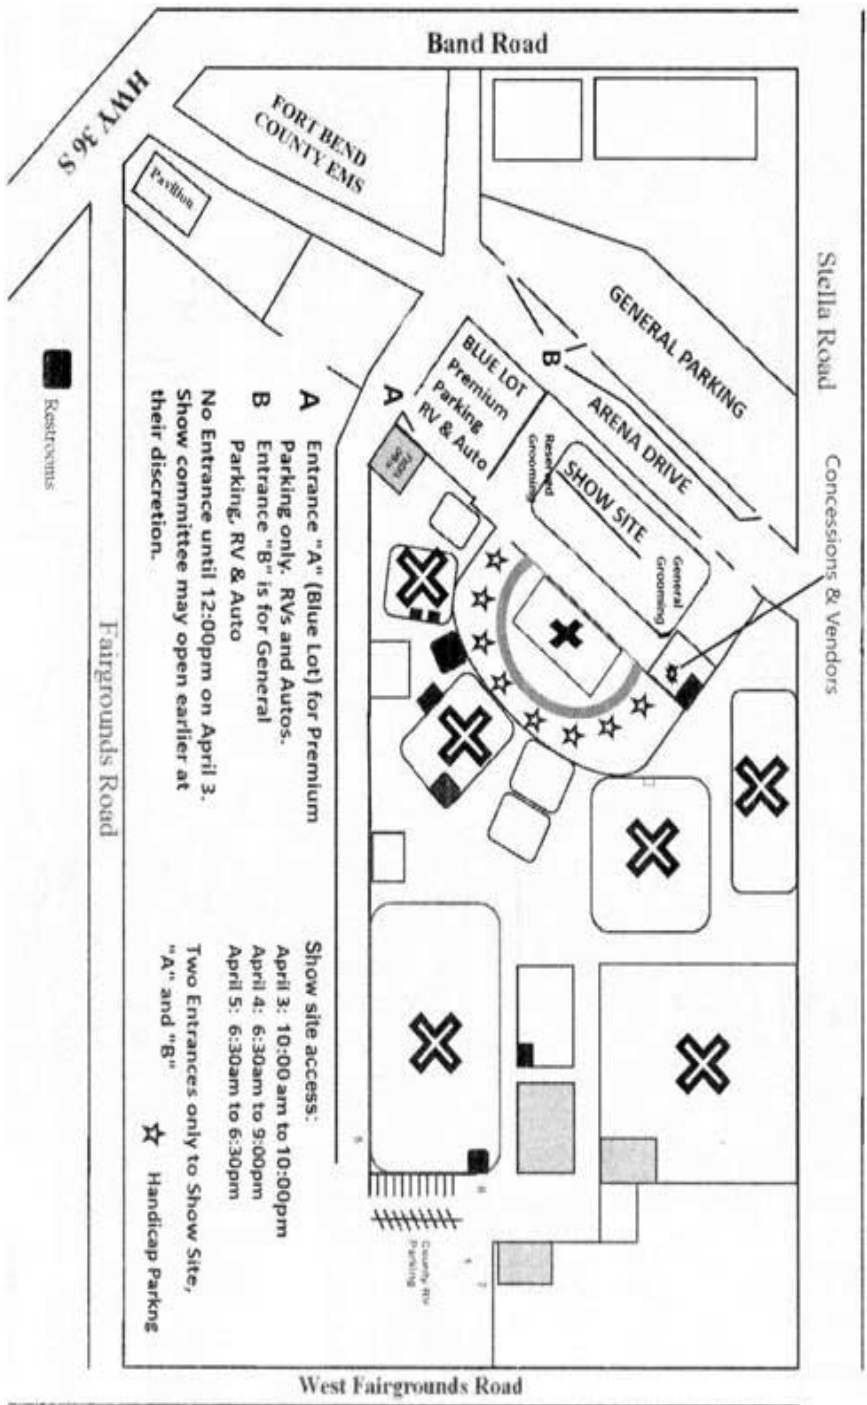 Band Road
HWY 36 S
FORT BEND
COUNTY EMS
Pavilion
Stella Road
GENERAL PARKING
B
ARENA DRIVE
BLUE LOT
Premium
Parking
RV & Auto
A
SHOW SITE
Reserved
Grooming
General
Grooming
Concessions & Vendors
Restrooms
Fairgrounds Road
A Entrance "A" (Blue Lot) for Premium
Parking only. RVs and Autos.
B Entrance "B" is for General
Parking, RV & Auto
No Entrance until 12:00pm on April 3.
Show committee may open earlier at
their discretion.
Show site access:
April 3: 10:00 am to 10:00pm
April 4: 6:30am to 9:00pm
April 5: 6:30am to 6:30pm
Two Entrances only to Show Site,
"A" and "B"
Handicap Parkng
County RV
Parking
West Fairgrounds Road